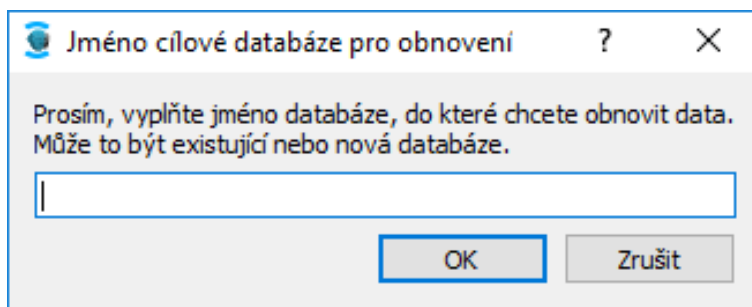 Jméno cílové databáze pro obnovení
Prosím, vyplňte jméno databáze, do které chcete obnovit data.
Může to být existující nebo nová databáze.
OK
Zrušit